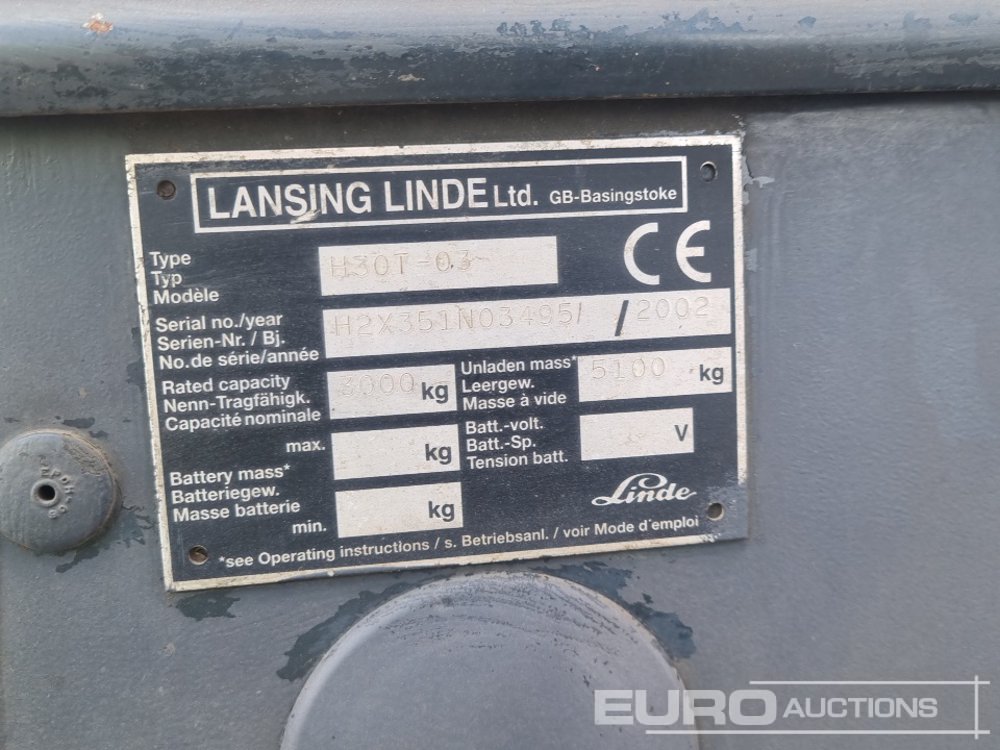 LANSING LINDE Ltd. GB-Basingstoke
Type
Typ
Modèle
H30T-03
CE
Serial no./year
Serien-Nr. / Bj.
No.de série/année
H2X351N03495/ / 2002
Rated capacity
Nenn-Tragfähigk.
Capacité nominale
3000 kg
Unladen mass*
Leergew.
Masse à vide
5100 kg
Battery mass*
Batteriegew.
Masse batterie
max. kg
min. kg
Batt.-volt.
Batt.-Sp.
Tension batt.
V
Linde
*see Operating instructions / s. Betriebsanl. / voir Mode d'emploi
EURO AUCTIONS